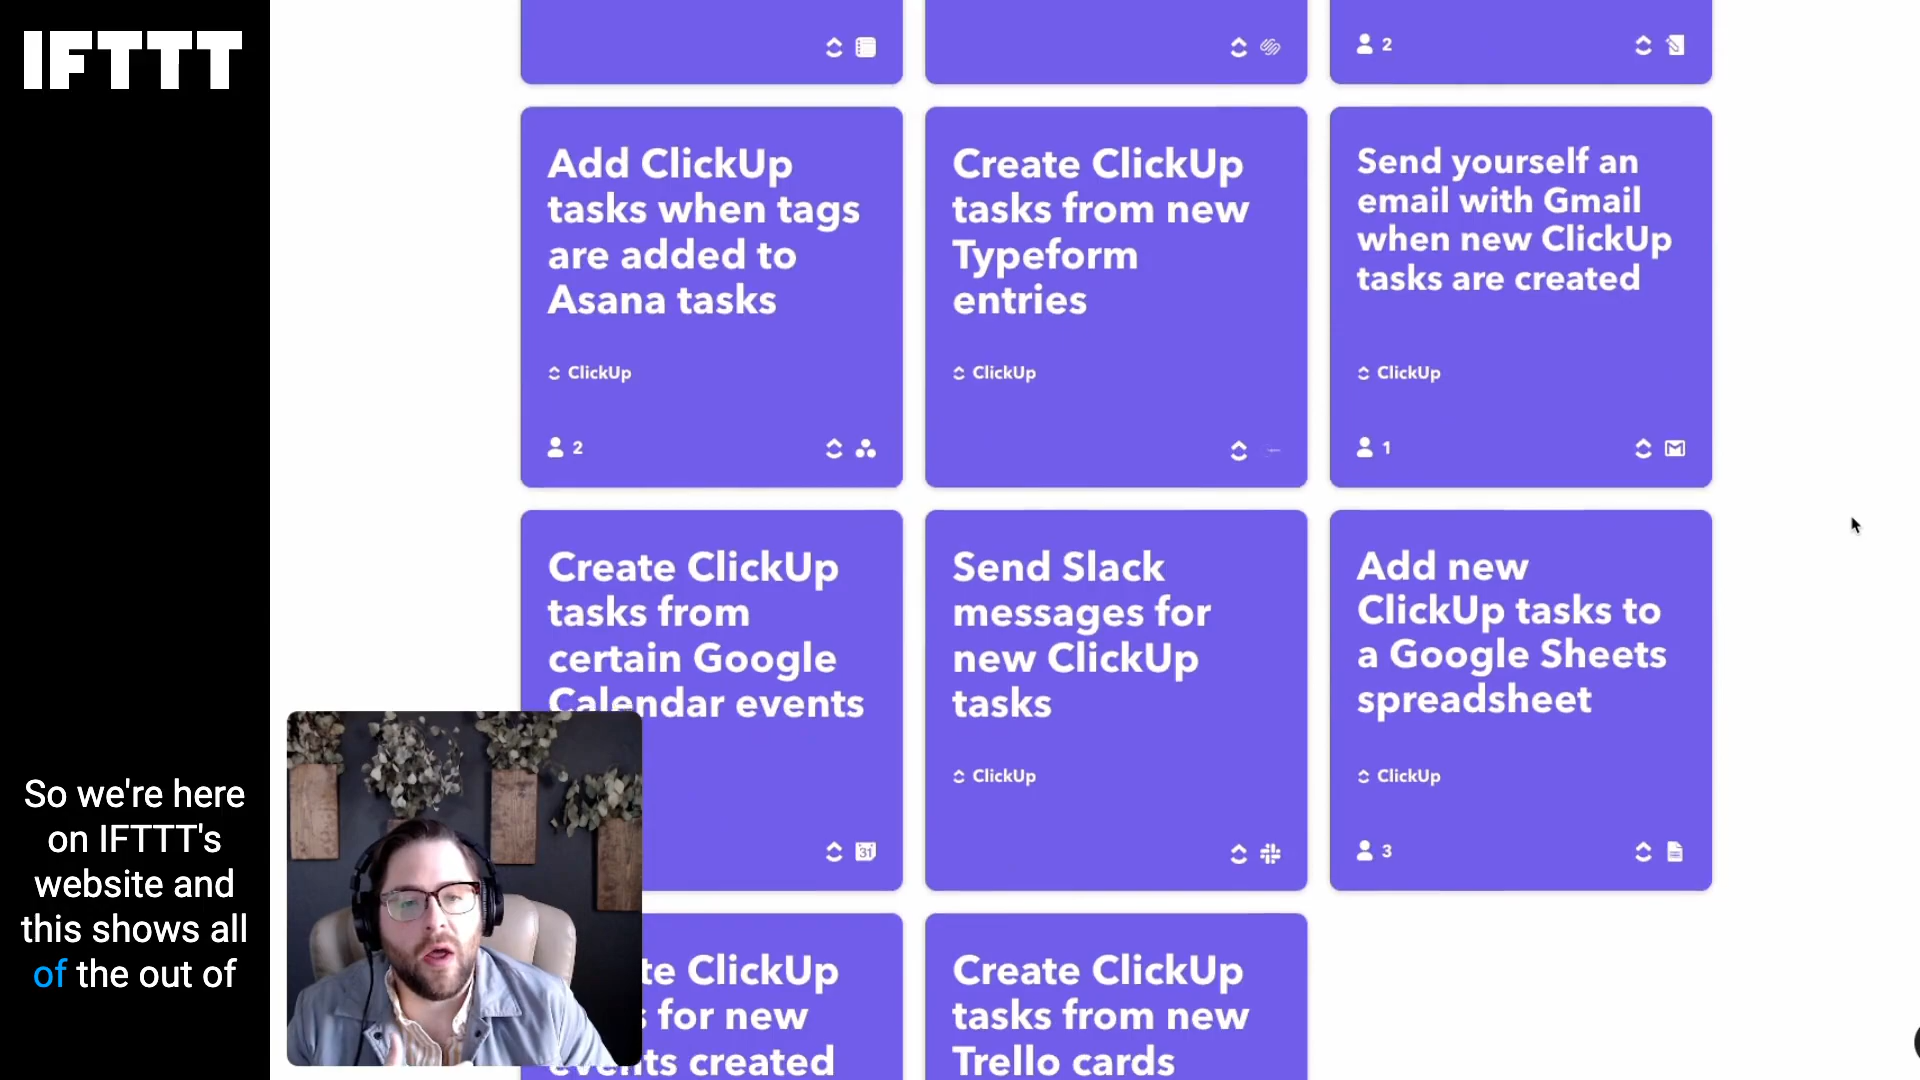 IFTTT
2
Add ClickUp
tasks when tags
are added to
Asana tasks
ClickUp
2
Create ClickUp
tasks from new
Typeform
entries
ClickUp
Send yourself an
email with Gmail
when new ClickUp
tasks are created
ClickUp
1
Create ClickUp
tasks from
certain Google
Calendar events
31
Send Slack
messages for
new ClickUp
tasks
ClickUp
Add new
ClickUp tasks to
a Google Sheets
spreadsheet
ClickUp
3
ClickUp
for new
events created
Create ClickUp
tasks from new
Trello cards
So we're here
on IFTTT's
website and
this shows all
of the out of